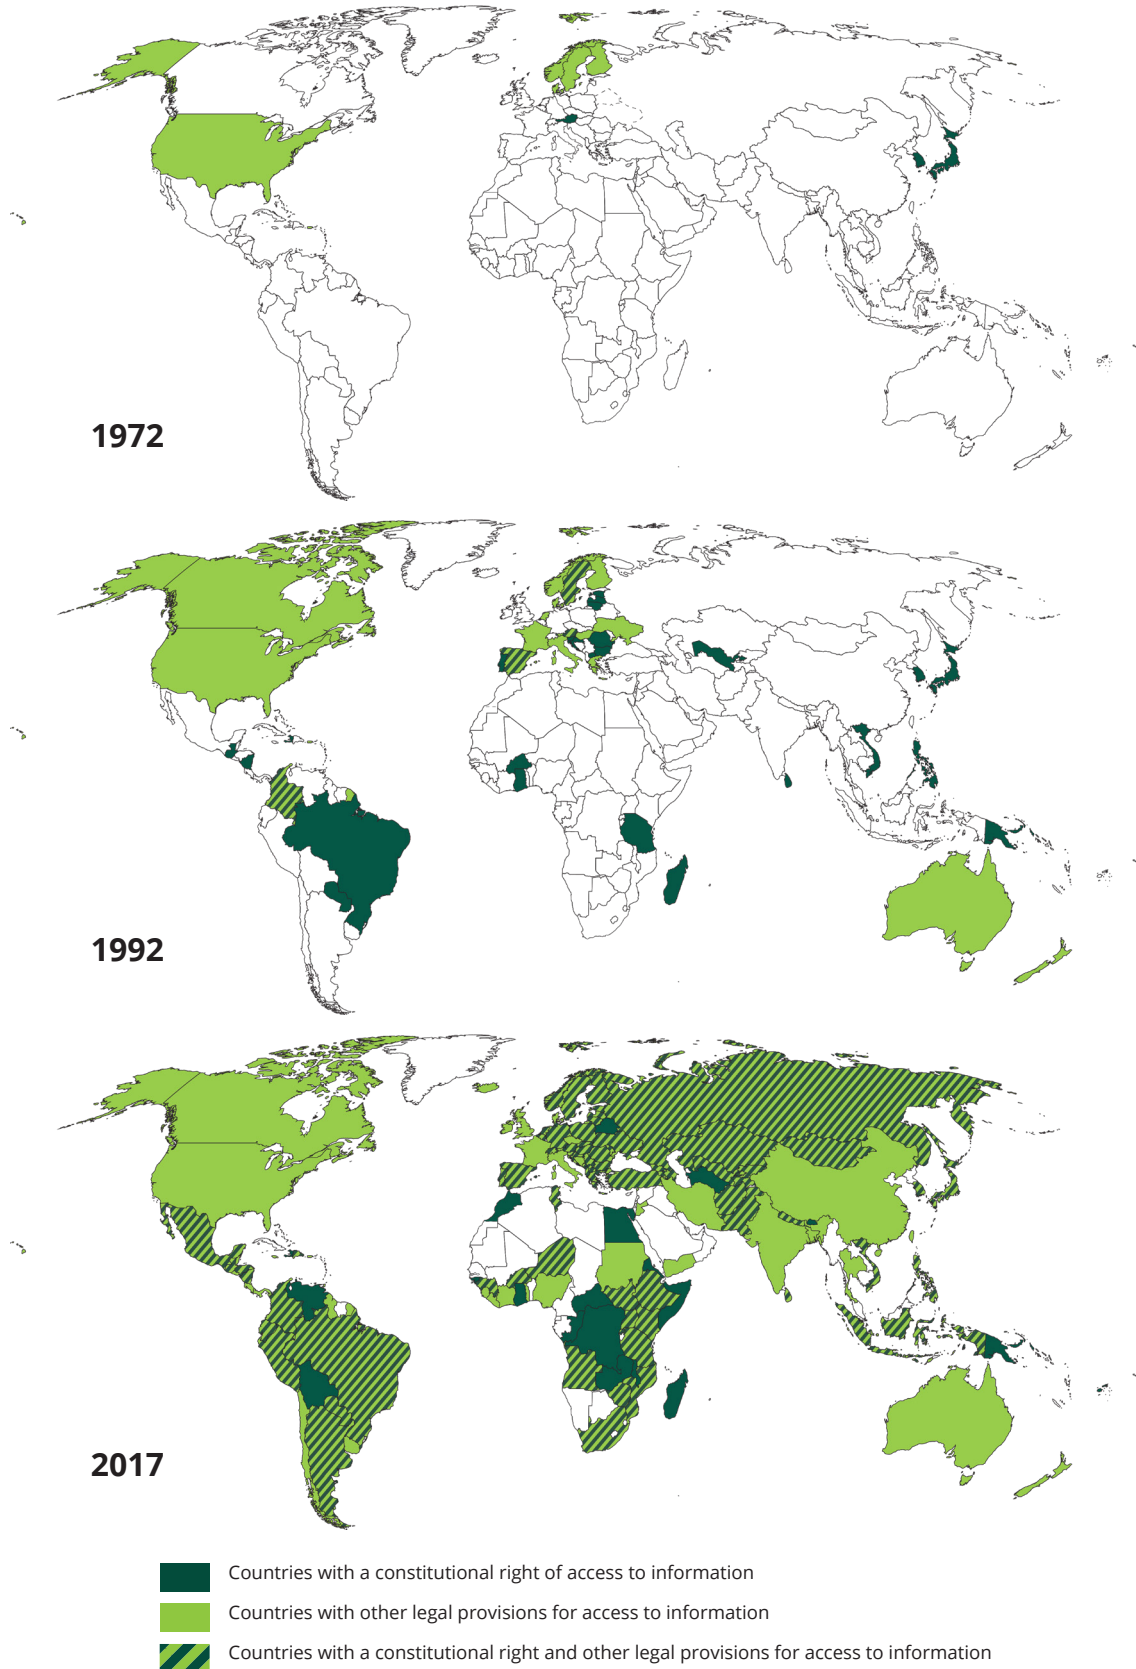 1972
1992
2017
Countries with a constitutional right of access to information
Countries with other legal provisions for access to information
Countries with a constitutional right and other legal provisions for access to information